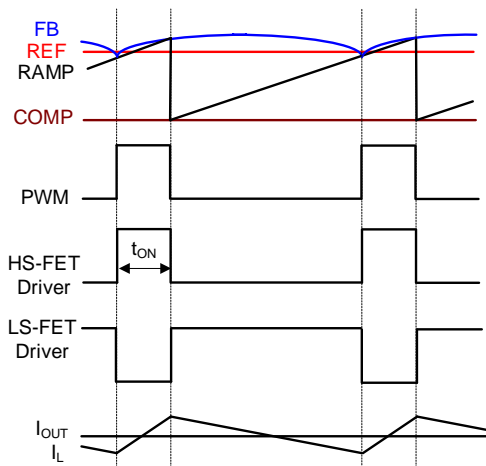 FB
REF
RAMP
COMP
PWM
tON
HS-FET
Driver
LS-FET
Driver
IOUT
IL